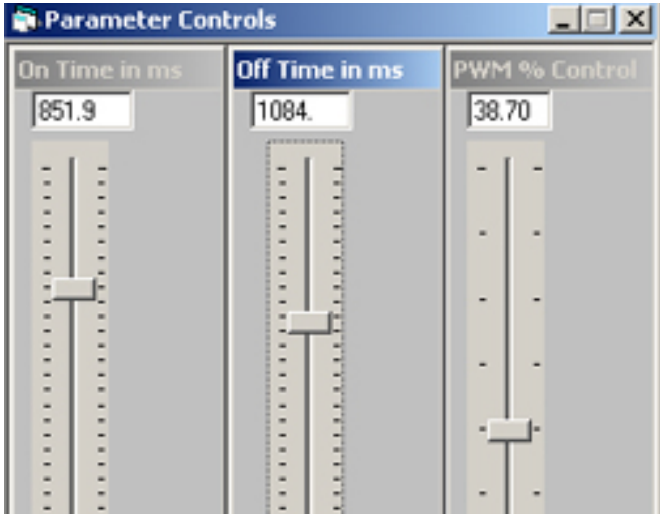 Parameter Controls
On Time in ms
Off Time in ms
PWM % Control
851.9
1084.
38.70